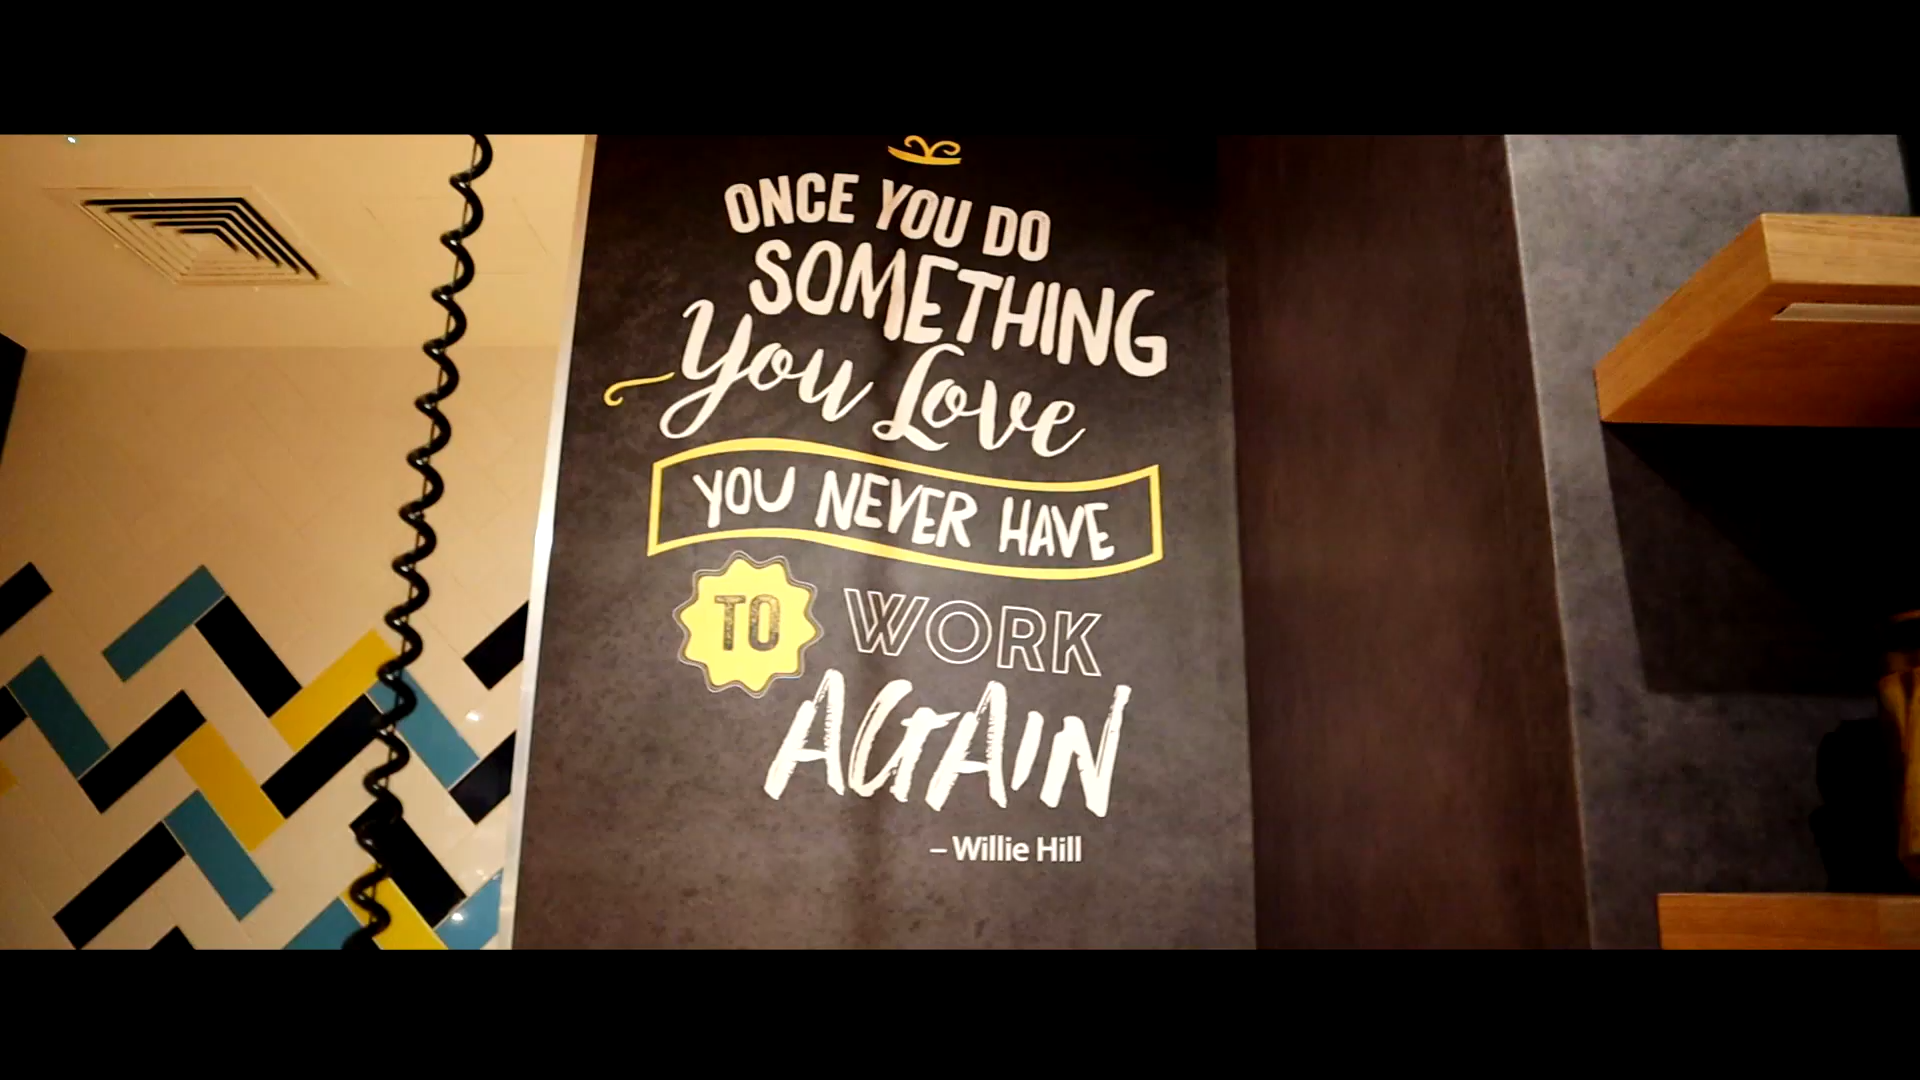 ONCE YOU DO
SOMETHING
You Love
YOU NEVER HAVE
TO WORK
AGAIN
– Willie Hill